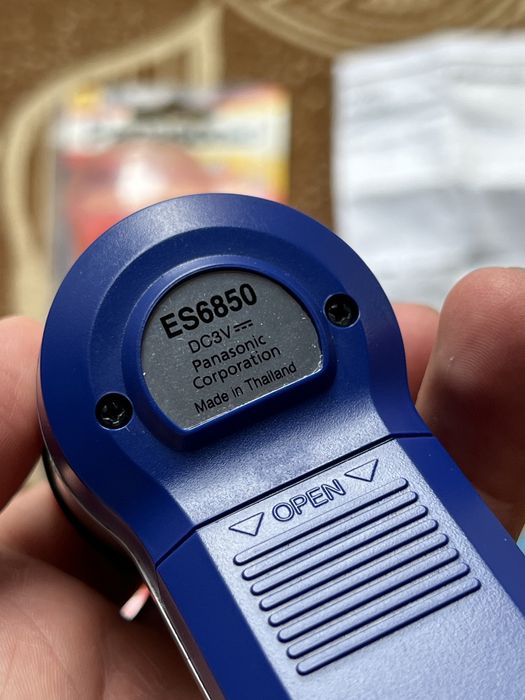 ES6850
DC3V⎓
Panasonic
Corporation
Made in Thailand
OPEN